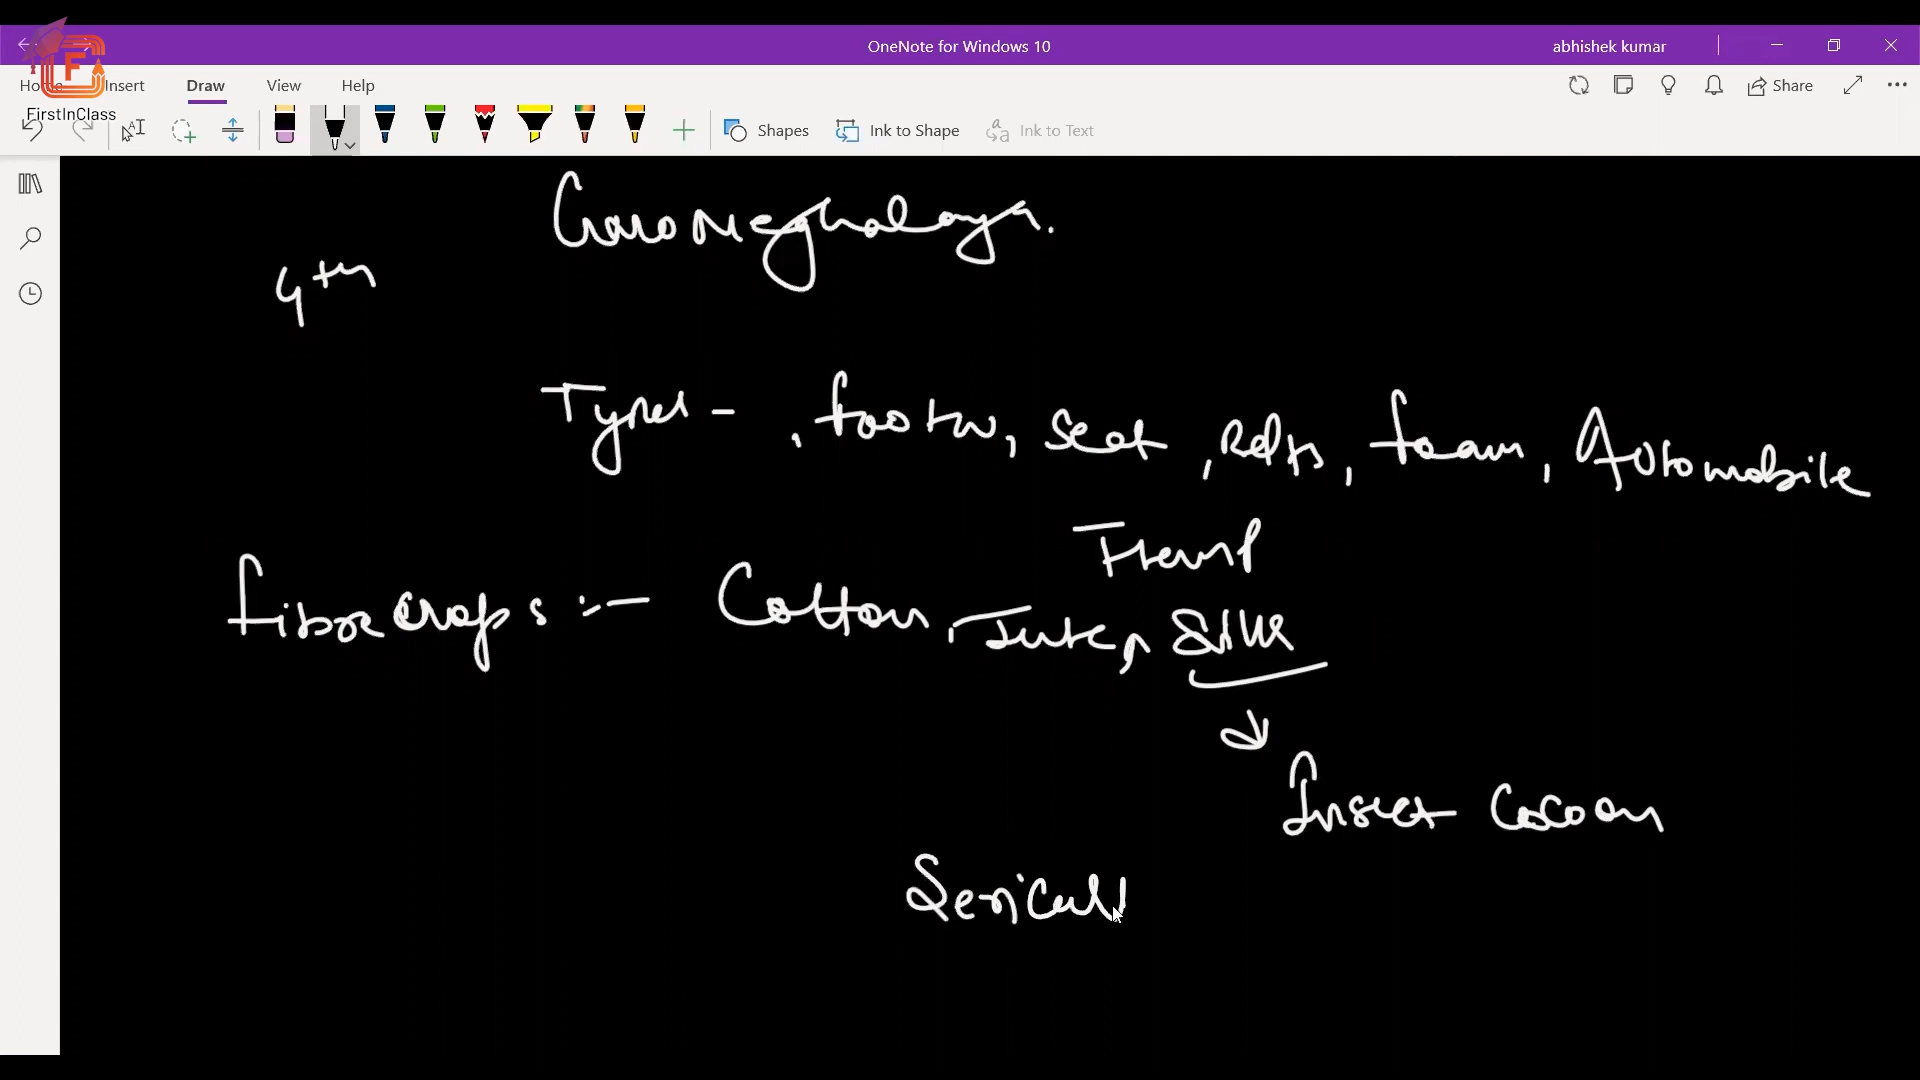 OneNote for Windows 10
abhishek kumar
Home Insert Draw View Help
Share
FirstInClass
Shapes Ink to Shape Ink to Text
Garo Meghalaya.
4th
Tyres - , footw, Seat, Belts, foam, Automobile
Hemp
fibre crops :- Cotton, Jute, Silk
Insect Cocoon
Sericult